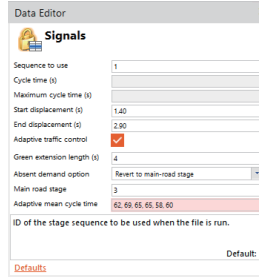 Data Editor
Signals
Sequence to use 1
Cycle time (s)
Maximum cycle time (s)
Start displacement (s) 1.40
End displacement (s) 2.90
Adaptive traffic control
Green extension length (s) 4
Absent demand option Revert to main-road stage
Main road stage 3
Adaptive mean cycle time 62, 69, 65, 65, 58, 60
ID of the stage sequence to be used when the file is run.
Default:
Defaults